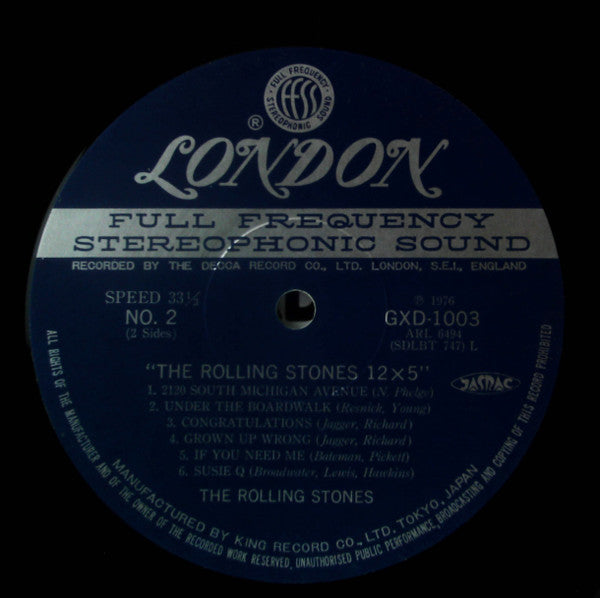 · FULL FREQUENCY ·
ffss
STEREOPHONIC SOUND
®
LONDON
FULL FREQUENCY
STEREOPHONIC SOUND
RECORDED BY THE DECCA RECORD CO., LTD. LONDON, S.E.I., ENGLAND
SPEED 33⅓
NO. 2
(2 Sides)
℗ 1976
GXD-1003
ARL 6494
(SDLBT 747) L
"THE ROLLING STONES 12×5"
1. 2120 SOUTH MICHIGAN AVENUE (N. Phelge)
2. UNDER THE BOARDWALK (Resnick, Young)
3. CONGRATULATIONS (Jagger, Richard)
4. GROWN UP WRONG (Jagger, Richard)
5. IF YOU NEED ME (Bateman, Pickett)
6. SUSIE Q (Broadwater, Lewis, Hawkins)
JASRAC
THE ROLLING STONES
MANUFACTURED BY KING RECORD CO., LTD. TOKYO, JAPAN
ALL RIGHTS OF THE MANUFACTURER AND OF THE OWNER OF THE RECORDED WORK RESERVED, UNAUTHORISED PUBLIC PERFORMANCE, BROADCASTING AND COPYING OF THIS RECORD PROHIBITED